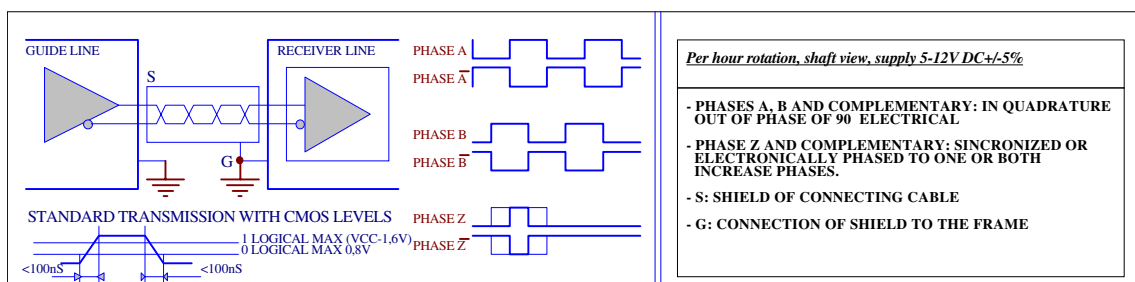 GUIDE LINE
RECEIVER LINE
S
G
STANDARD TRANSMISSION WITH CMOS LEVELS
1 LOGICAL MAX (VCC-1,6V)
0 LOGICAL MAX 0,8V
<100nS
<100nS
PHASE A
PHASE A̅
PHASE B
PHASE B̅
PHASE Z
PHASE Z̅
Per hour rotation, shaft view, supply 5-12V DC+/-5%
- PHASES A, B AND COMPLEMENTARY: IN QUADRATURE
OUT OF PHASE OF 90 ELECTRICAL
- PHASE Z AND COMPLEMENTARY: SINCRONIZED OR
ELECTRONICALLY PHASED TO ONE OR BOTH
INCREASE PHASES.
- S: SHIELD OF CONNECTING CABLE
- G: CONNECTION OF SHIELD TO THE FRAME